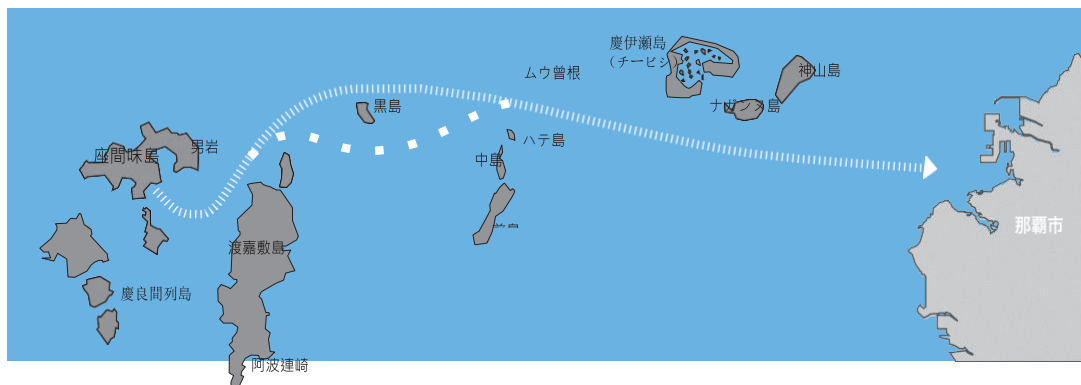 慶伊瀬島
（チービシ）
ムウ曽根
神山島
黒島
ナガンヌ島
ハテ島
男岩
座間味島
中島
那覇市
渡嘉敷島
慶良間列島
阿波連崎